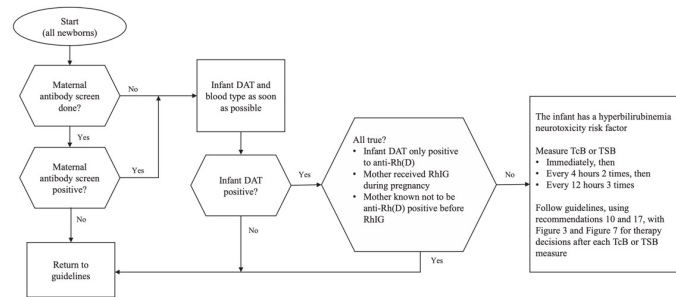 Start
(all newborns)
Maternal
antibody screen
done?
No
Yes
Maternal
antibody screen
positive?
Yes
No
Return to
guidelines
Infant DAT and
blood type as soon
as possible
Infant DAT
positive?
Yes
No
All true?
• Infant DAT only positive
to anti-Rh(D)
• Mother received RhIG
during pregnancy
• Mother known not to be
anti-Rh(D) positive before
RhIG
No
Yes
The infant has a hyperbilirubinemia
neurotoxicity risk factor
Measure TcB or TSB
• Immediately, then
• Every 4 hours 2 times, then
• Every 12 hours 3 times
Follow guidelines, using
recommendations 10 and 17, with
Figure 3 and Figure 7 for therapy
decisions after each TcB or TSB
measure